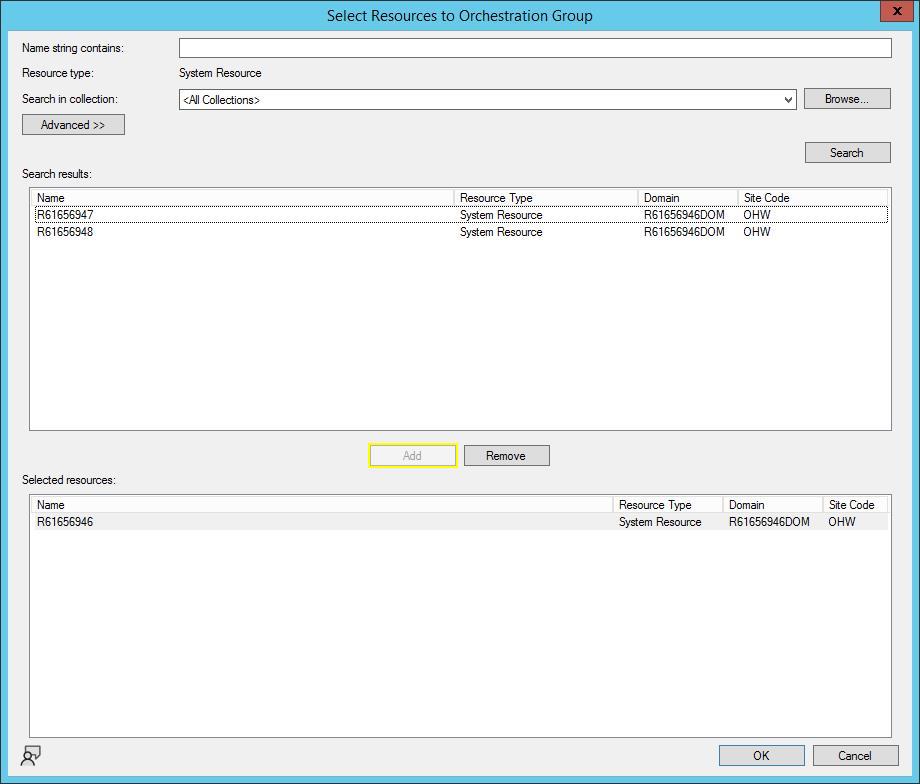 Select Resources to Orchestration Group
x
Name string contains:
Resource type: System Resource
Search in collection: <All Collections> Browse...
Advanced >>
Search
Search results:
Name Resource Type Domain Site Code
R61656947 System Resource R61656946DOM OHW
R61656948 System Resource R61656946DOM OHW
Add Remove
Selected resources:
Name Resource Type Domain Site Code
R61656946 System Resource R61656946DOM OHW
OK Cancel